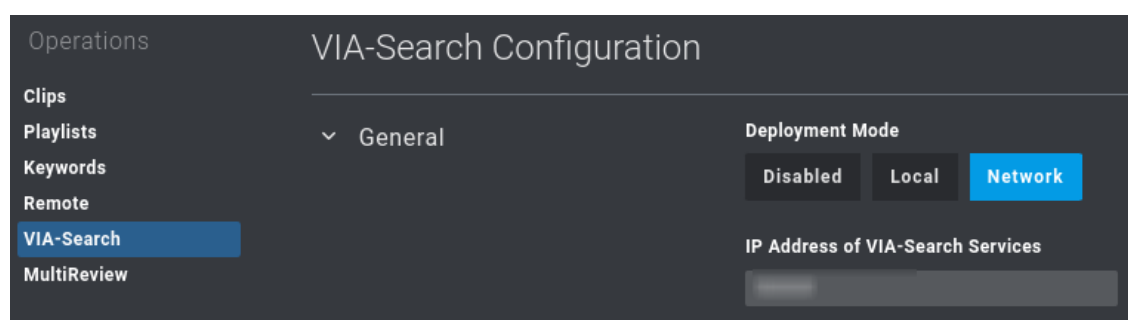 Operations
Clips
Playlists
Keywords
Remote
VIA-Search
MultiReview
VIA-Search Configuration
General
Deployment Mode
Disabled Local Network
IP Address of VIA-Search Services